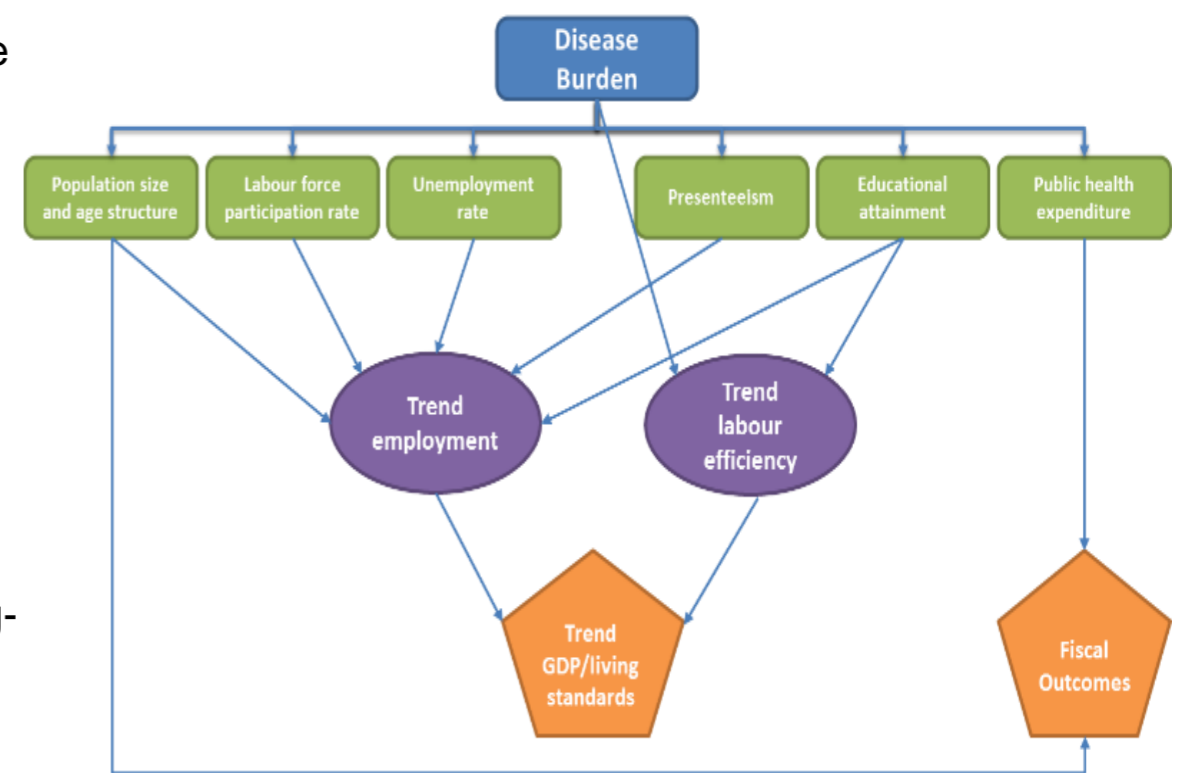 e
Disease
Burden
Population size
and age structure
Labour force
participation rate
Unemployment
rate
Presenteeism
Educational
attainment
Public health
expenditure
Trend
employment
Trend
labour
efficiency
g-
Trend
GDP/living
standards
Fiscal
Outcomes